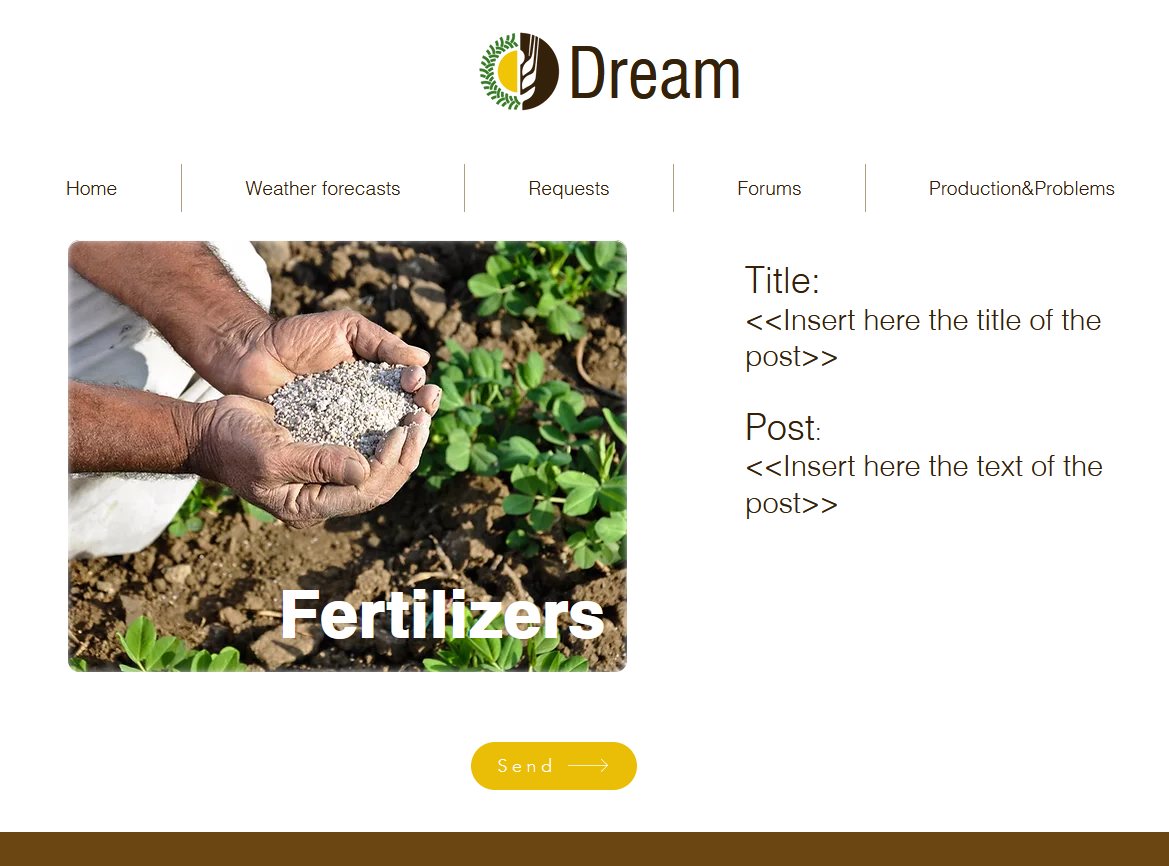 Dream
Home
Weather forecasts
Requests
Forums
Production&Problems
Title:
<<Insert here the title of the
post>>
Post:
<<Insert here the text of the
post>>
Fertilizers
Send